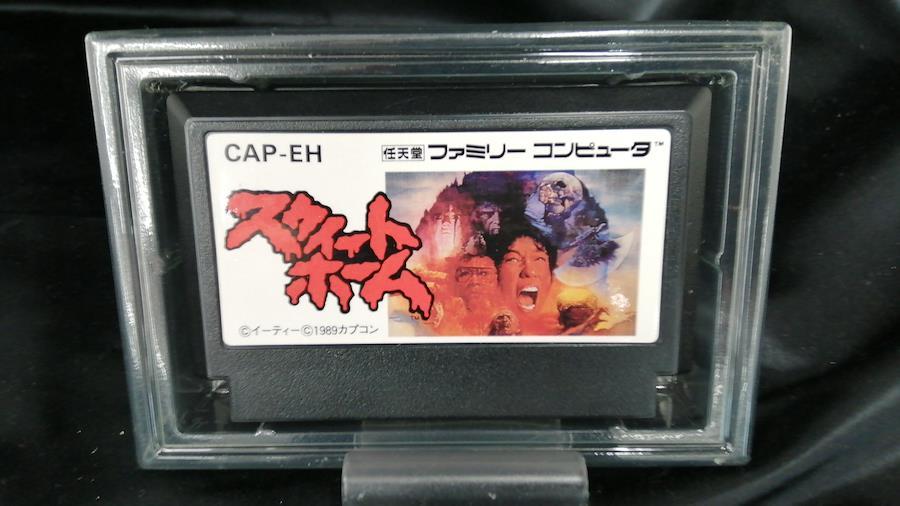 CAP-EH
任天堂 ファミリー コンピュータ™
スウィート
ホーム
TM
©イーティー©1989カプコン